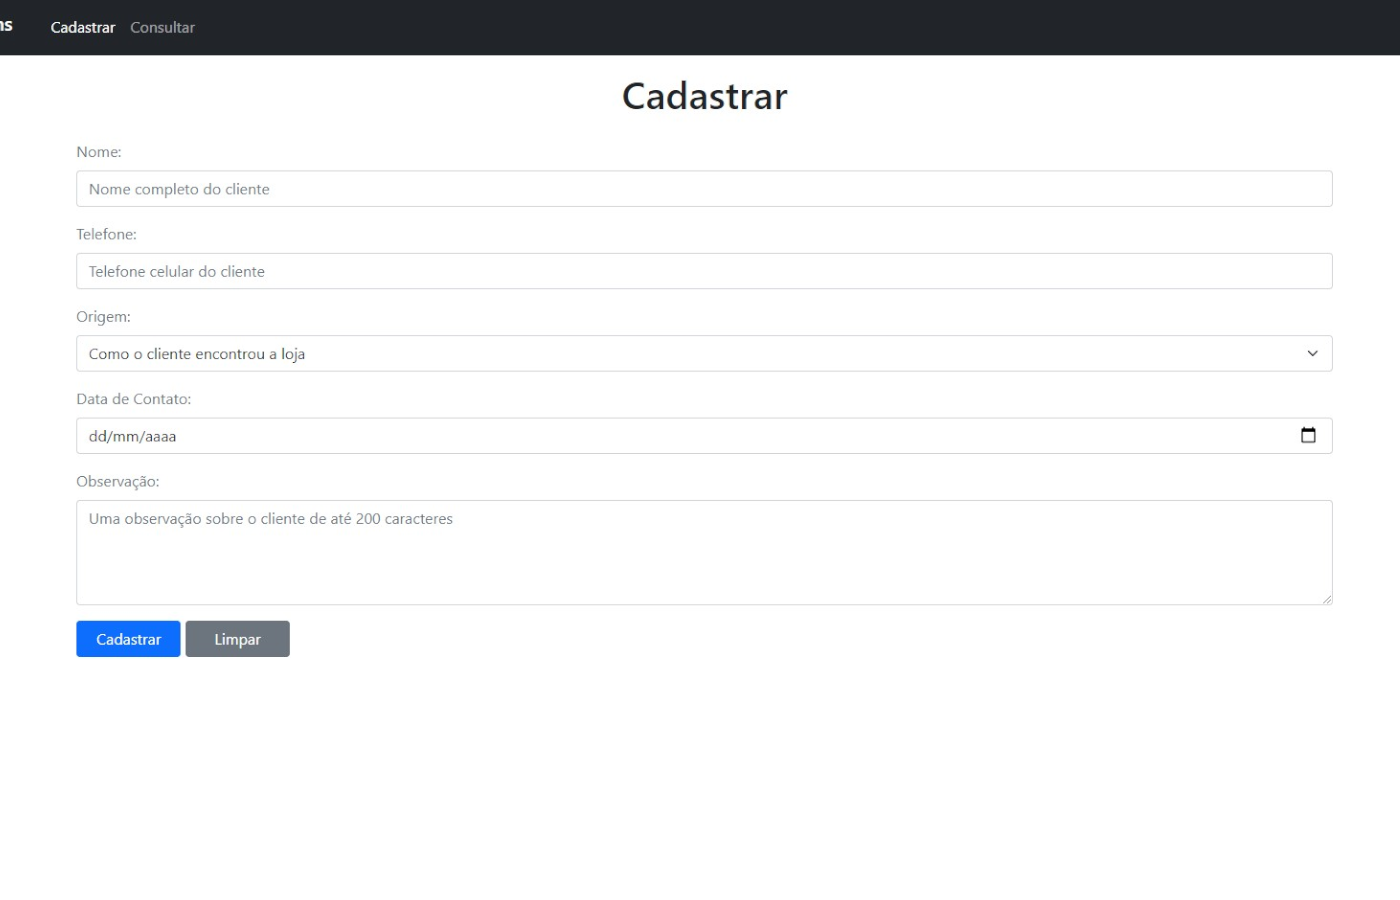 Cadastrar Consultar
Cadastrar
Nome:
Nome completo do cliente
Telefone:
Telefone celular do cliente
Origem:
Como o cliente encontrou a loja
Data de Contato:
dd/mm/aaaa
Observação:
Uma observação sobre o cliente de até 200 caracteres
Cadastrar Limpar